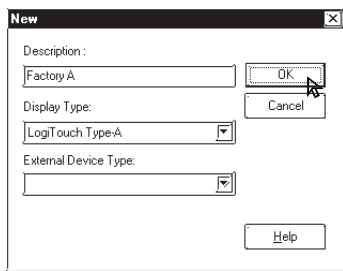 New
Description :
Factory A
OK
Cancel
Display Type:
LogiTouch Type-A
External Device Type:
Help